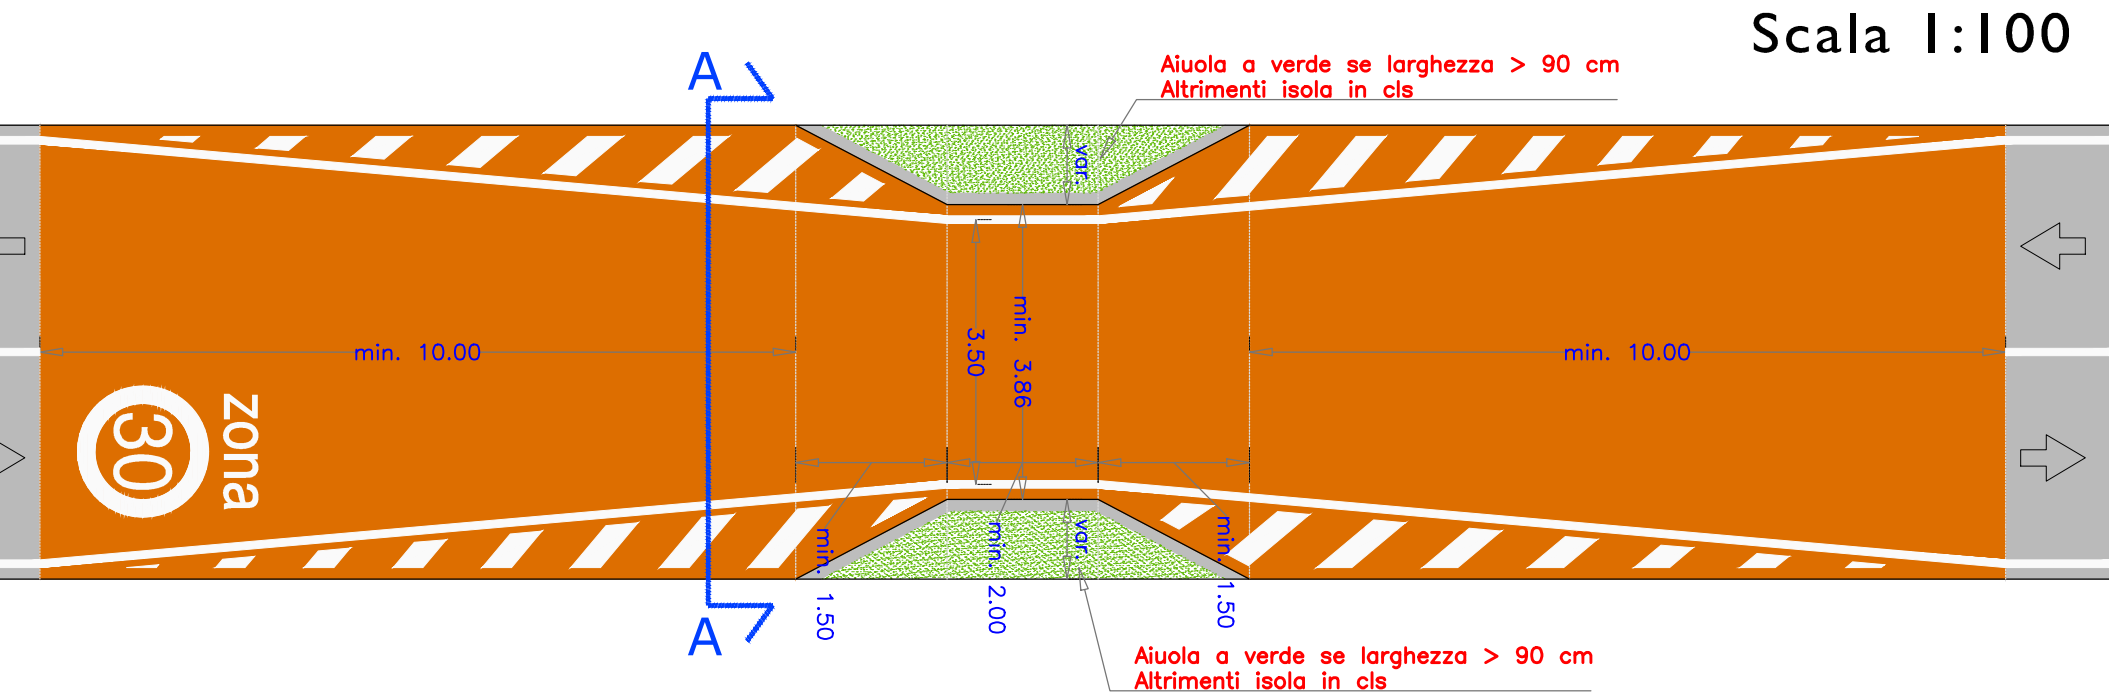 Scala 1:100
Aiuola a verde se larghezza > 90 cm
Altrimenti isola in cls
A
var.
min. 10.00
3.50
min. 3.86
min. 10.00
zona
30
min. 1.50
min. 2.00
var.
min. 1.50
A
Aiuola a verde se larghezza > 90 cm
Altrimenti isola in cls